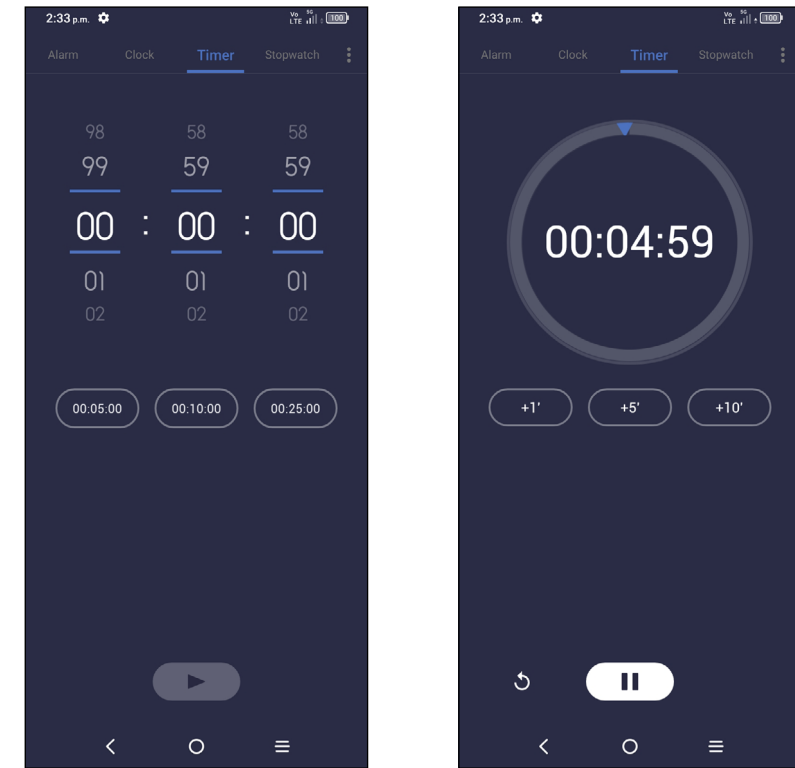 2:33 p.m. Vo LTE 5G 100
Alarm Clock Timer Stopwatch
98 58 58
99 59 59
00 : 00 : 00
01 01 01
02 02 02
00:05:00 00:10:00 00:25:00
2:33 p.m. Vo LTE 5G 100
Alarm Clock Timer Stopwatch
00:04:59
+1' +5' +10'